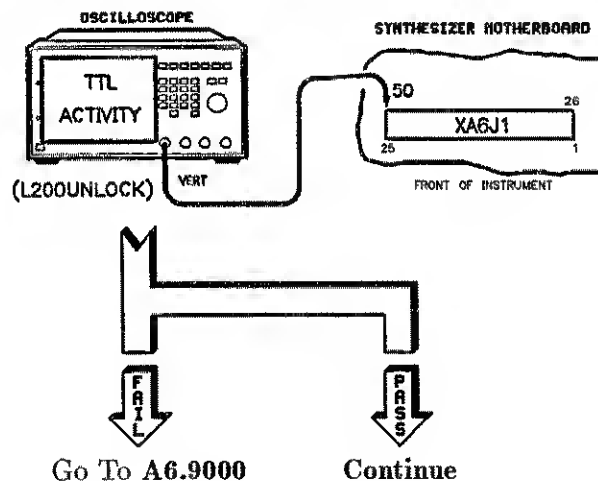 OSCILLOSCOPE
SYNTHESIZER MOTHERBOARD
TTL
ACTIVITY
50
26
XA6J1
25
1
(L200UNLOCK)
VERT
FRONT OF INSTRUMENT
FAIL
PASS
Go To A6.9000
Continue